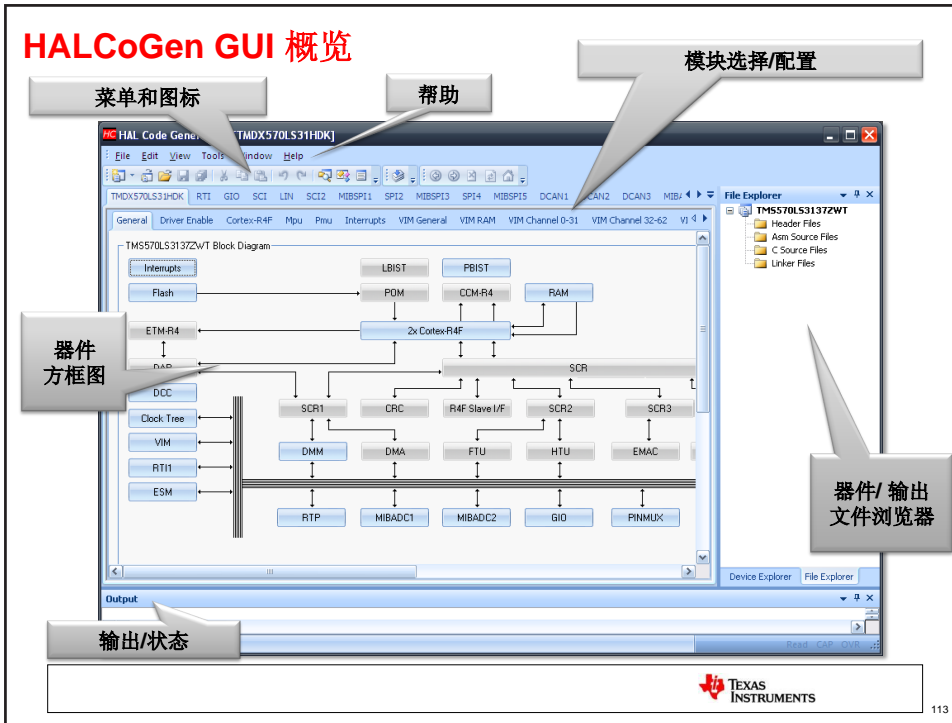 HALCoGen GUI 概览
模块选择/配置
菜单和图标
帮助
HAL Code Gene
TMDX570LS31HDK]
File Edit View Tools Window Help
TMDX570LS31HDK RTI GIO SCI LIN SCI2 MIBSPI1 SPI2 MIBSPI3 SPI4 MIBSPI5 DCAN1 DCAN2 DCAN3
General Driver Enable Cortex-R4F Mpu Pmu Interrupts VIM General VIM RAM VIM Channel 0-31 VIM Channel 32-62
File Explorer
TMS570LS3137ZWT
Header Files
Asm Source Files
C Source Files
Linker Files
TMS570LS3137ZWT Block Diagram
Interrupts LBIST PBIST
Flash POM CCM-R4 RAM
ETM-R4 2x Cortex-R4F
DAP SCR
器件
方框图
DCC
SCR1 CRC R4F Slave I/F SCR2 SCR3
Clock Tree
VIM DMM DMA FTU HTU EMAC
RTI1
ESM
器件/ 输出
文件浏览器
RTP MIBADC1 MIBADC2 GIO PINMUX
Device Explorer File Explorer
Output
输出/状态
Read CAP OVR
TEXAS
INSTRUMENTS
113